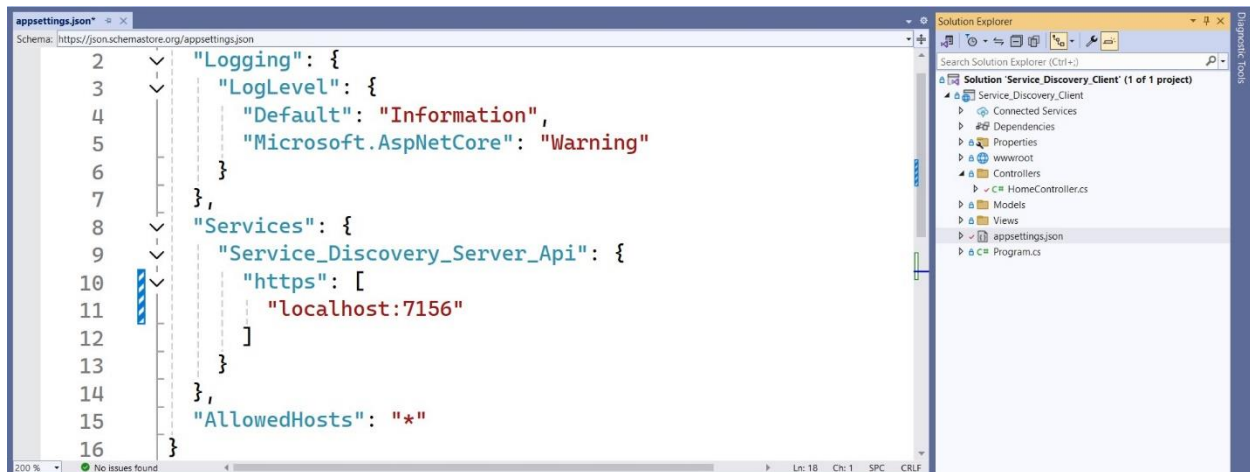 appsettings.json*
Schema: https://json.schemastore.org/appsettings.json
2 "Logging": {
3 "LogLevel": {
4 "Default": "Information",
5 "Microsoft.AspNetCore": "Warning"
6 }
7 },
8 "Services": {
9 "Service_Discovery_Server_Api": {
10 "https": [
11 "localhost:7156"
12 ]
13 }
14 },
15 "AllowedHosts": "*"
16 }
200 % No issues found Ln: 18 Ch: 1 SPC CRLF
Solution Explorer
Search Solution Explorer (Ctrl+;)
Solution 'Service_Discovery_Client' (1 of 1 project)
Service_Discovery_Client
Connected Services
Dependencies
Properties
wwwroot
Controllers
C# HomeController.cs
Models
Views
appsettings.json
C# Program.cs
Diagnostic Tools